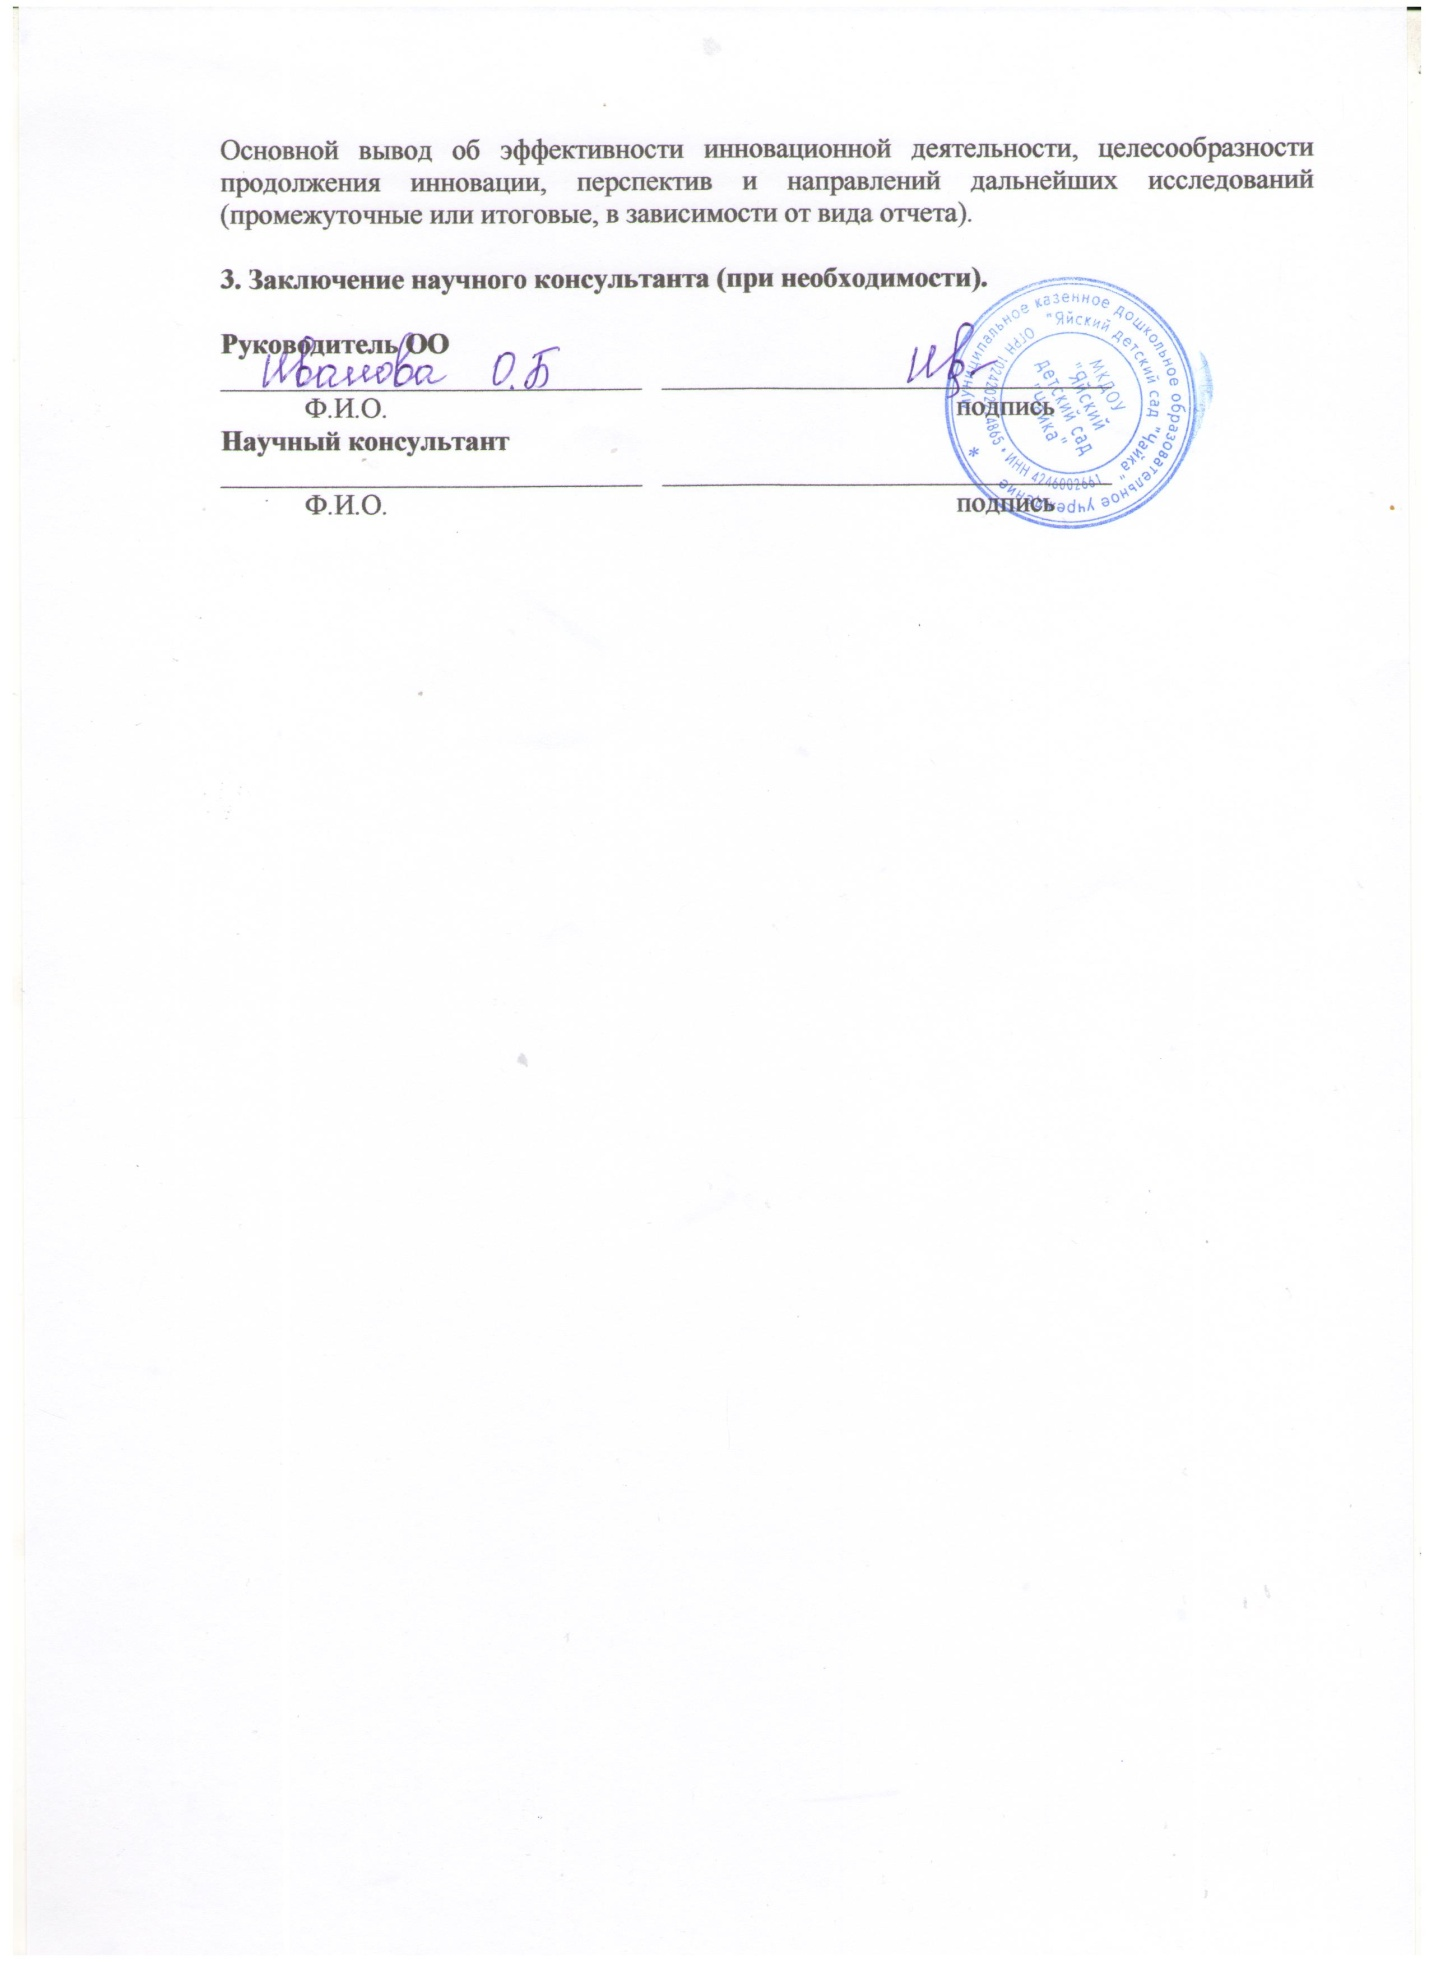 Основной вывод об эффективности инновационной деятельности, целесообразности
продолжения инновации, перспектив и направлений дальнейших исследований
(промежуточные или итоговые, в зависимости от вида отчета).
3. Заключение научного консультанта (при необходимости).
Руководитель ОО
Иванова О.Б
Ф.И.О. подпись
Научный консультант
Ф.И.О. подпись
муниципальное казенное дошкольное образовательное учреждение *
"Яйский детский сад "Чайка"
ОГРН • ИНН 4246002661
МКДОУ
"Яйский
детский сад
"Чайка"